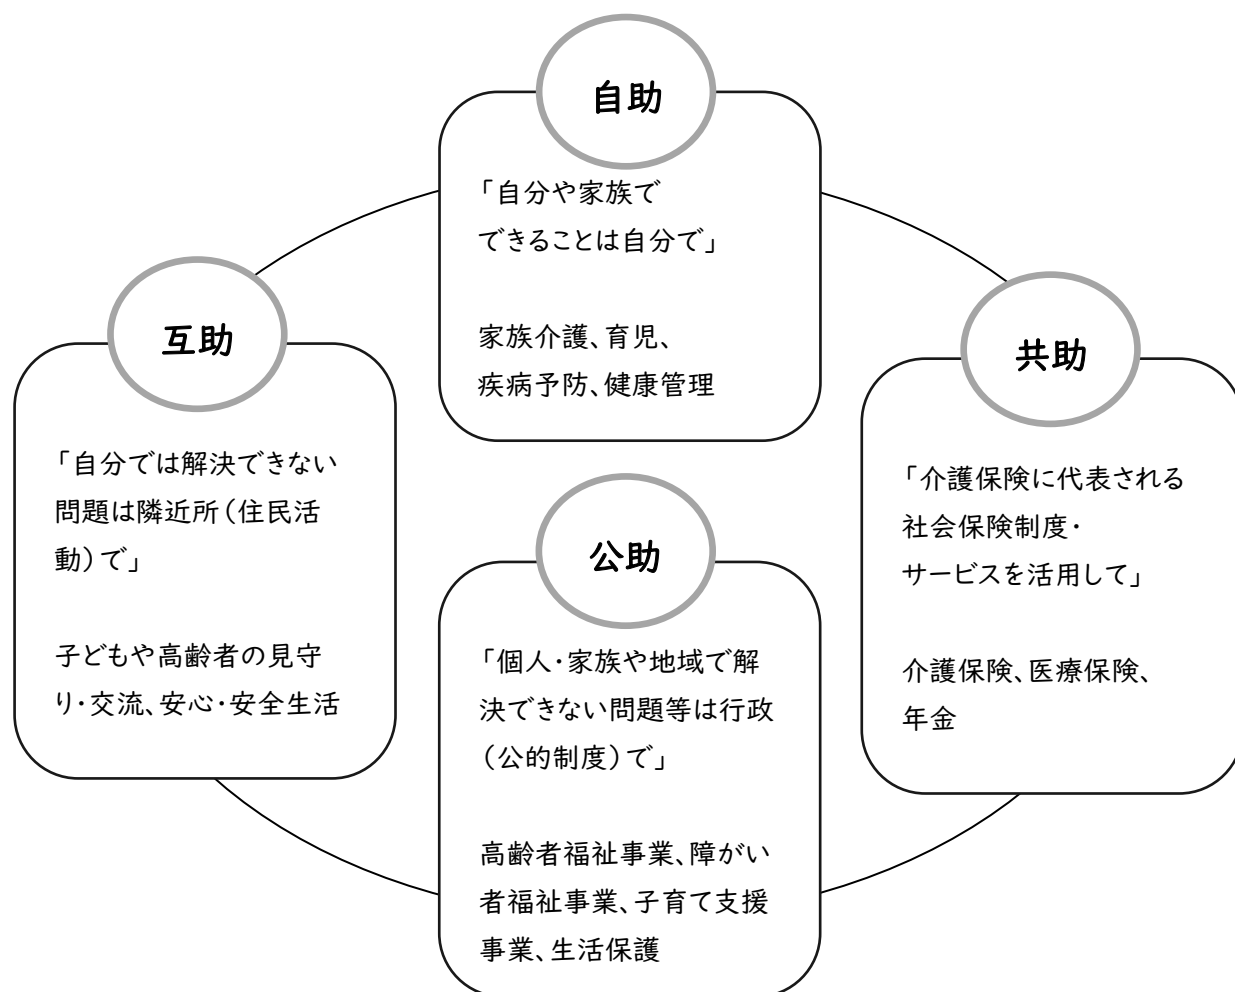 自助
「自分や家族で
できることは自分で」
家族介護、育児、
疾病予防、健康管理
互助
「自分では解決できない
問題は隣近所(住民活
動)で」
子どもや高齢者の見守
り・交流、安心・安全生活
共助
「介護保険に代表される
社会保険制度・
サービスを活用して」
介護保険、医療保険、
年金
公助
「個人・家族や地域で解
決できない問題等は行政
(公的制度)で」
高齢者福祉事業、障がい
者福祉事業、子育て支援
事業、生活保護